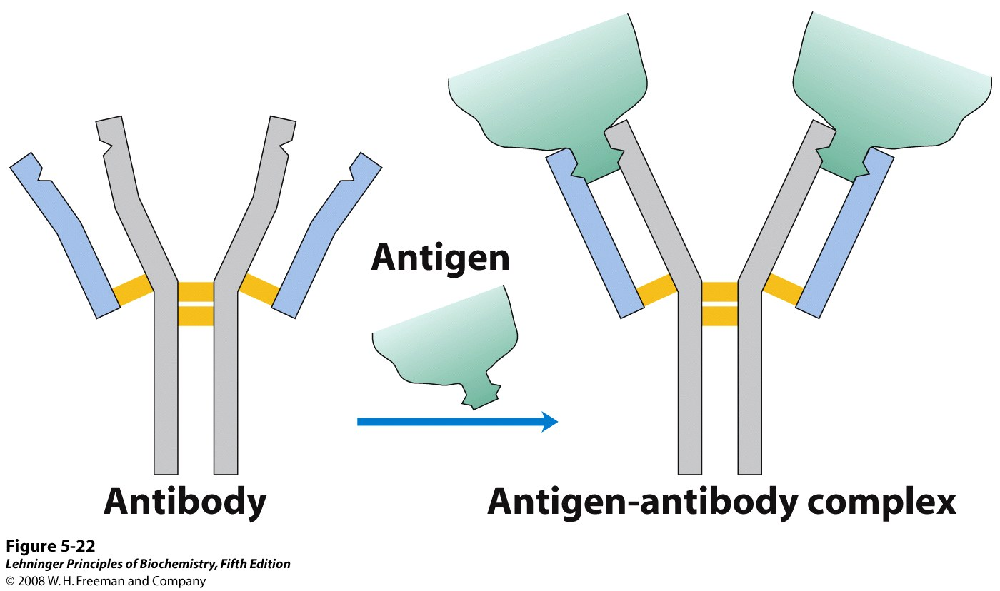 Antigen
Antibody
Antigen-antibody complex
Figure 5-22
Lehninger Principles of Biochemistry, Fifth Edition
© 2008 W. H. Freeman and Company